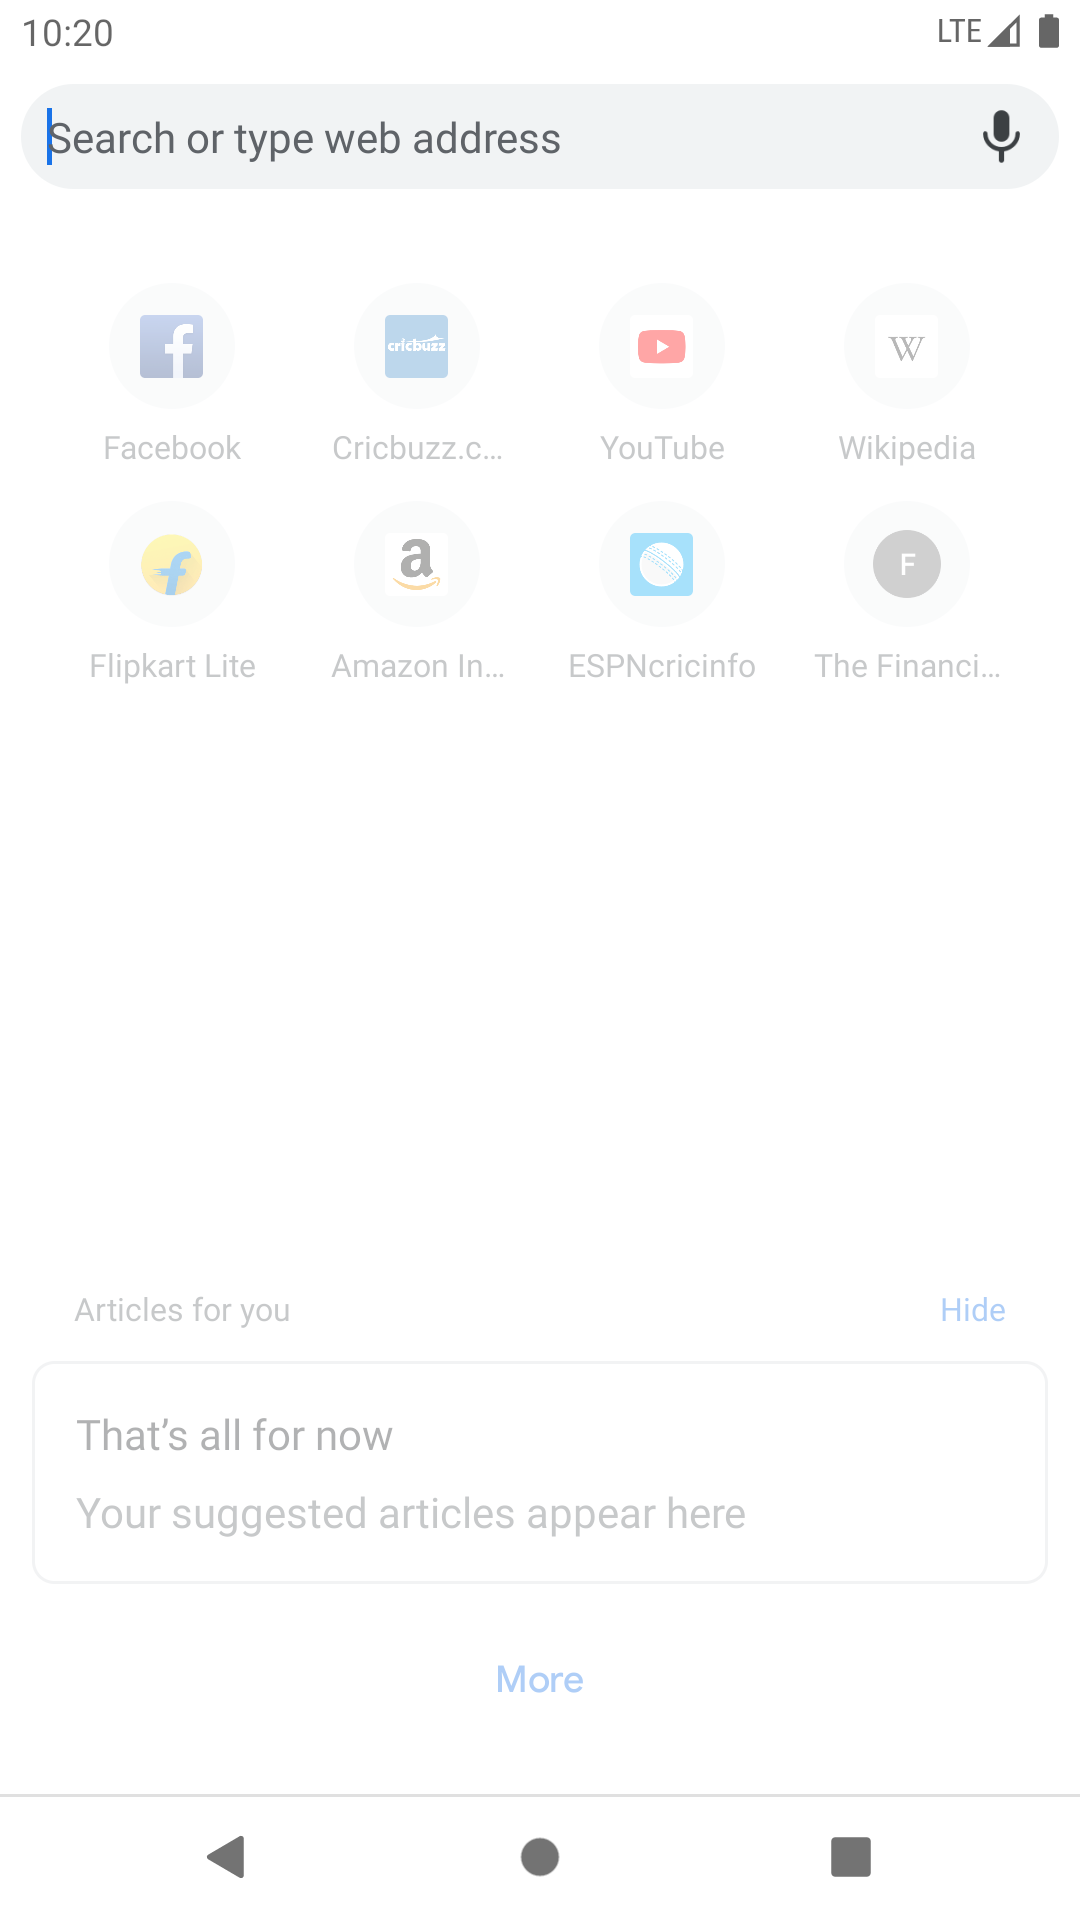 10:20
LTE
Search or type web address
cricbuzz
W
Facebook
Cricbuzz.c...
YouTube
Wikipedia
f
a
F
Flipkart Lite
Amazon In...
ESPNcricinfo
The Financi...
Articles for you
Hide
That’s all for now
Your suggested articles appear here
More